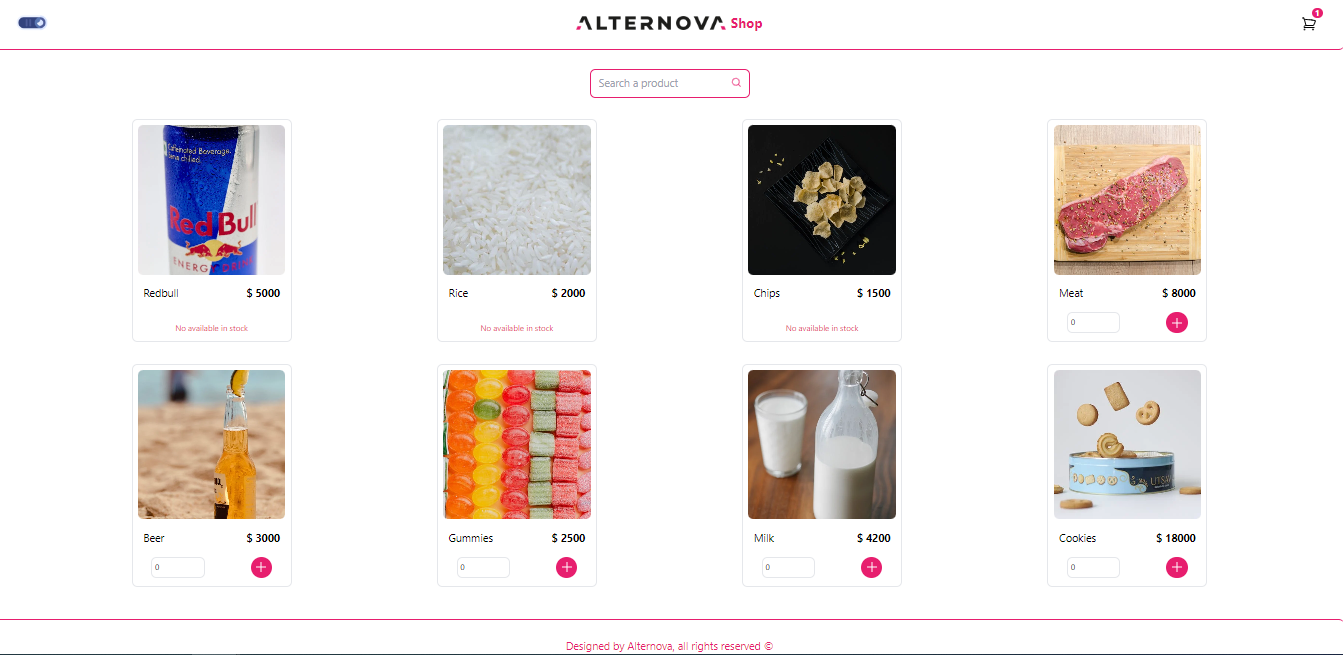 ALTERNOVA Shop
1
Search a product
Caffeinated Beverage.
Red Bull
ENERGY DRINK
Redbull $ 5000
Rice $ 2000
Chips $ 1500
Meat $ 8000
No available in stock
No available in stock
No available in stock
0
UTSA
Beer $ 3000
Gummies $ 2500
Milk $ 4200
Cookies $ 18000
0
0
0
0
Designed by Alternova, all rights reserved ©